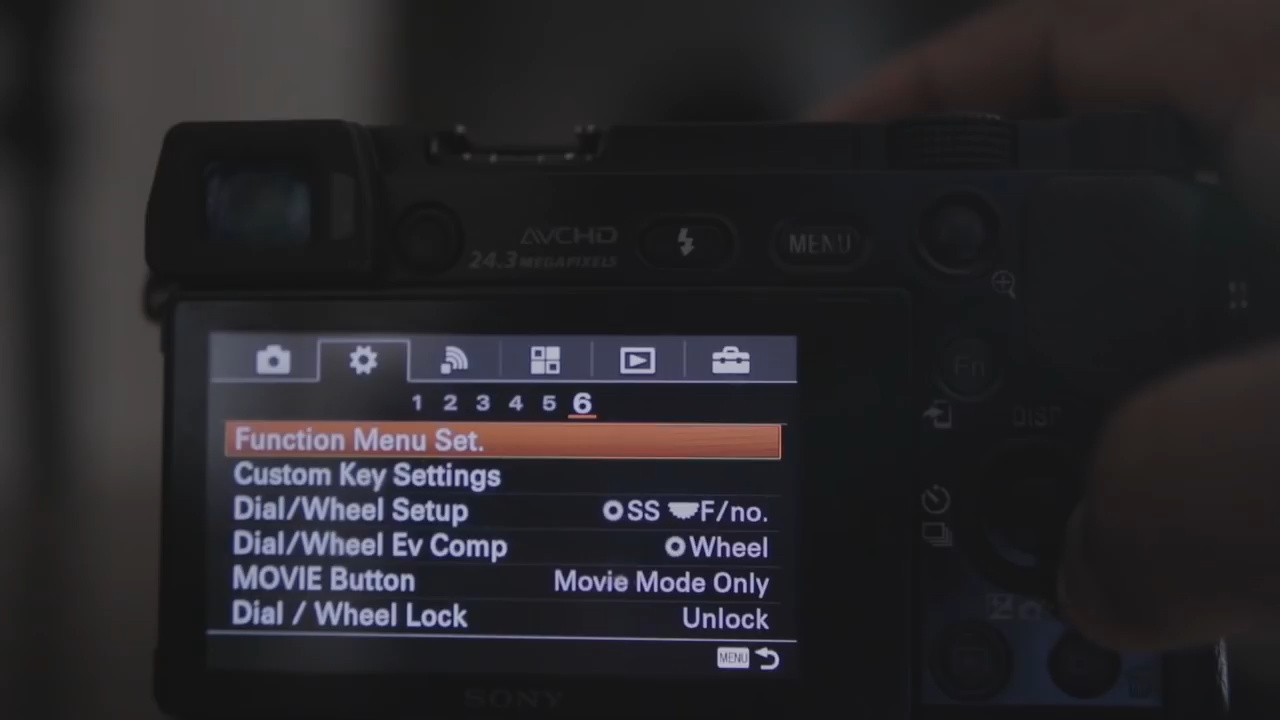 AVCHD
24.3 MEGAPIXELS
MENU
Fn
DISP
1 2 3 4 5 6
Function Menu Set.
Custom Key Settings
Dial/Wheel Setup SS F/no.
Dial/Wheel Ev Comp Wheel
MOVIE Button Movie Mode Only
Dial / Wheel Lock Unlock
MENU
SONY